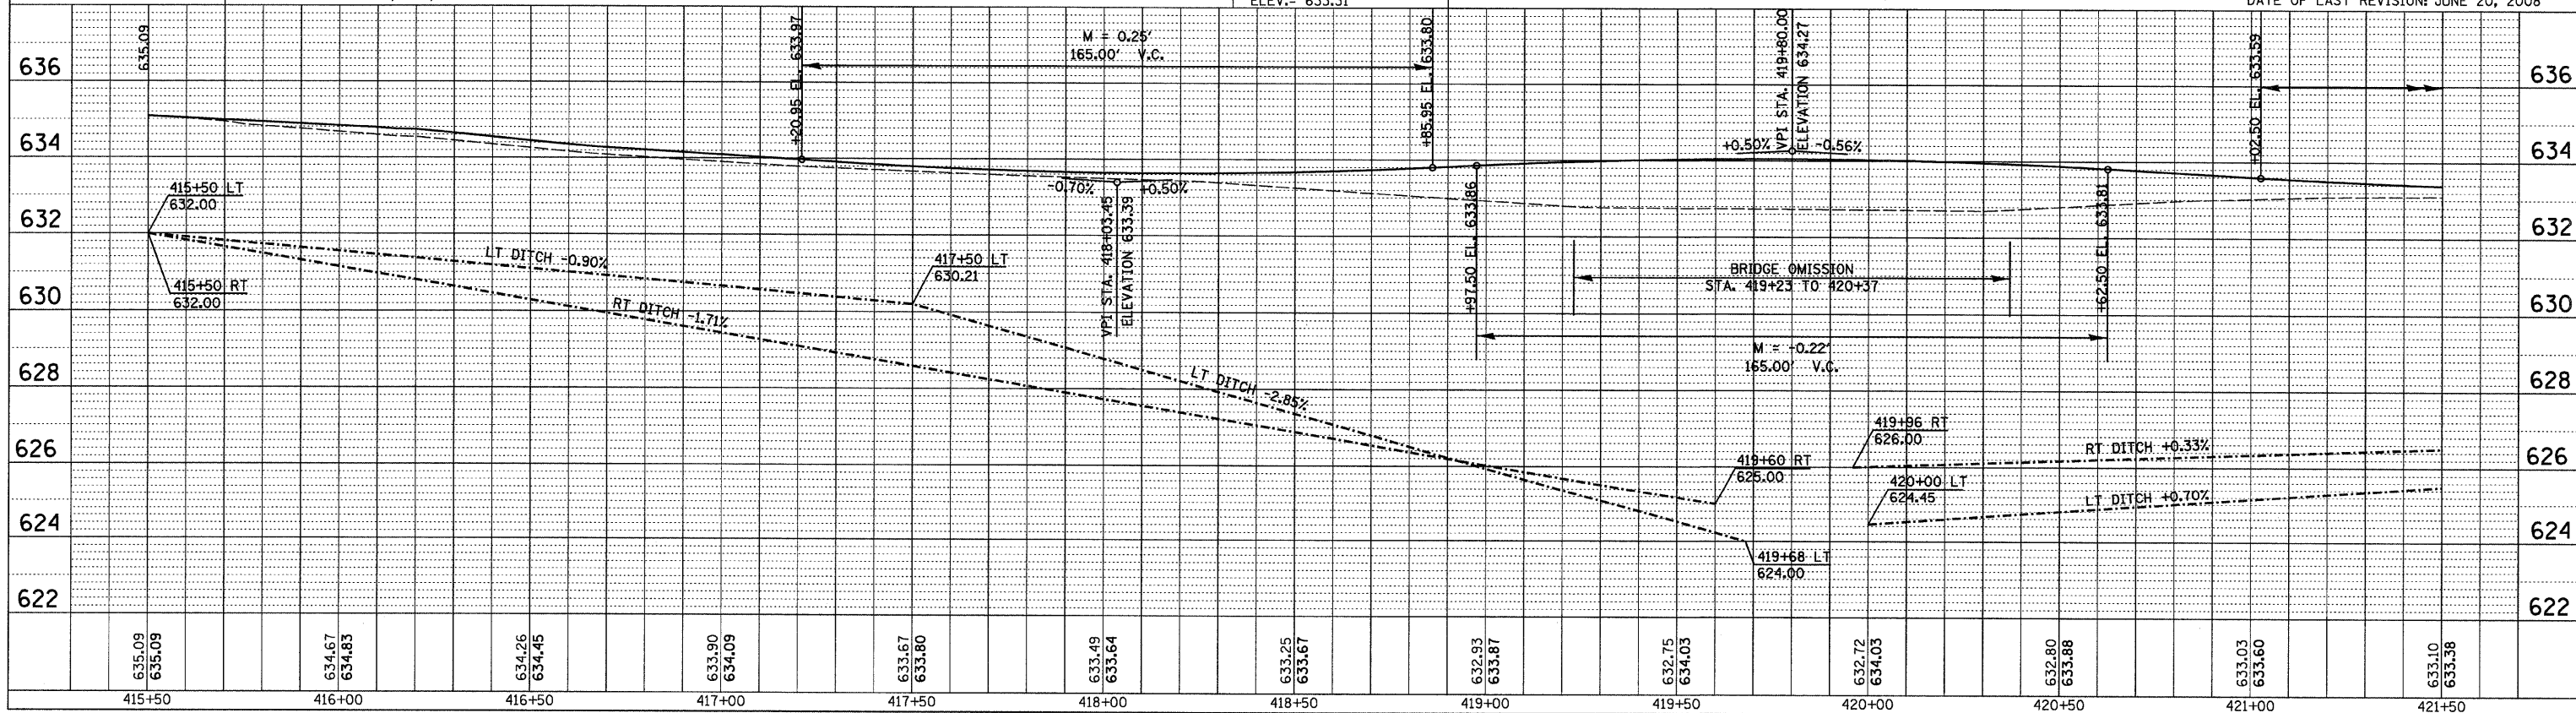 ELEV.= 633.31
DATE OF LAST REVISION: JUNE 20, 2008
635.09
+20.95 EL. 633.97
M = 0.25'
165.00' V.C.
+85.95 EL. 633.80
VPI STA. 419+80.00
ELEVATION 634.27
+02.50 EL. 633.59
636
636
634
634
+0.50%
-0.56%
-0.70%
+0.50%
VPI STA. 418+03.45
ELEVATION 633.39
+97.50 EL. 633.86
+62.50 EL. 633.81
415+50 LT
632.00
632
632
LT DITCH -0.90%
417+50 LT
630.21
BRIDGE OMISSION
STA. 419+23 TO 420+37
415+50 RT
632.00
630
630
RT DITCH -1.71%
M = -0.22'
165.00' V.C.
628
628
LT DITCH -2.85%
419+96 RT
626.00
RT DITCH +0.33%
626
626
419+60 RT
625.00
420+00 LT
624.45
LT DITCH +0.70%
624
624
419+68 LT
624.00
622
622
635.09
635.09
634.67
634.83
634.26
634.45
633.90
634.09
633.67
633.80
633.49
633.64
633.25
633.67
632.93
633.87
632.75
634.03
632.72
634.03
632.80
633.88
633.03
633.60
633.10
633.38
415+50 416+00 416+50 417+00 417+50 418+00 418+50 419+00 419+50 420+00 420+50 421+00 421+50